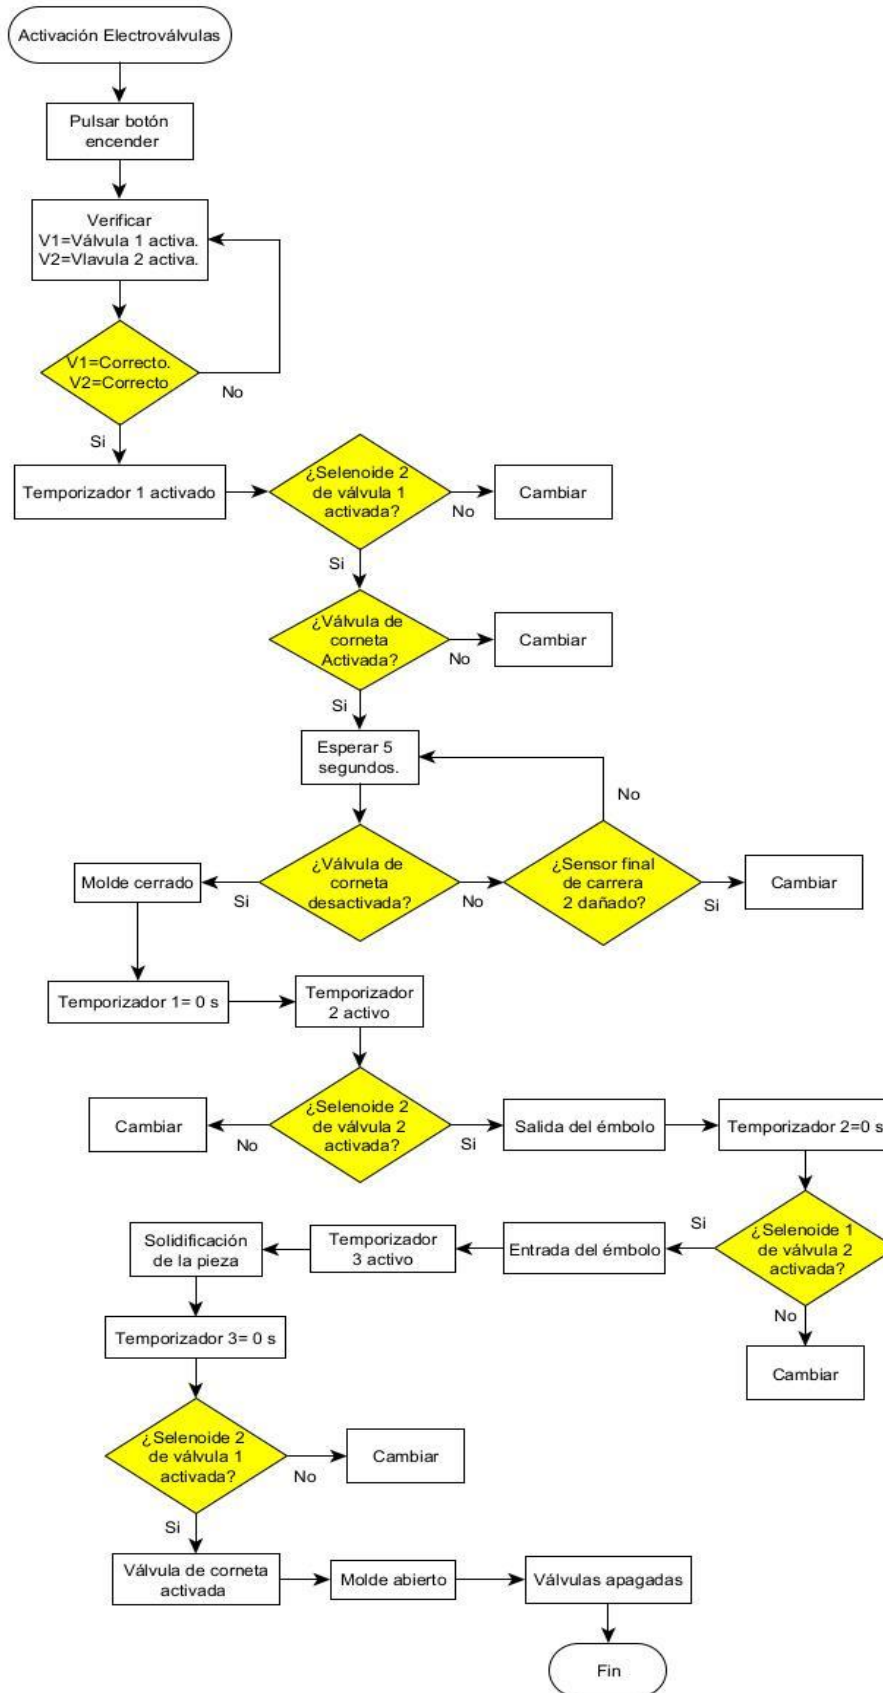 Activación Electroválvulas
Pulsar botón
encender
Verificar
V1=Válvula 1 activa.
V2=Vlavula 2 activa.
V1=Correcto.
V2=Correcto
No
Si
Temporizador 1 activado
¿Selenoide 2
de válvula 1
activada?
No
Cambiar
Si
¿Válvula de
corneta
Activada?
No
Cambiar
Si
Esperar 5
segundos.
No
Molde cerrado
Si
¿Válvula de
corneta
desactivada?
No
¿Sensor final
de carrera
2 dañado?
Si
Cambiar
Temporizador 1= 0 s
Temporizador
2 activo
Cambiar
No
¿Selenoide 2
de válvula 2
activada?
Si
Salida del émbolo
Temporizador 2=0 s
Solidificación
de la pieza
Temporizador
3 activo
Entrada del émbolo
Si
¿Selenoide 1
de válvula 2
activada?
No
Cambiar
Temporizador 3= 0 s
¿Selenoide 2
de válvula 1
activada?
No
Cambiar
Si
Válvula de corneta
activada
Molde abierto
Válvulas apagadas
Fin